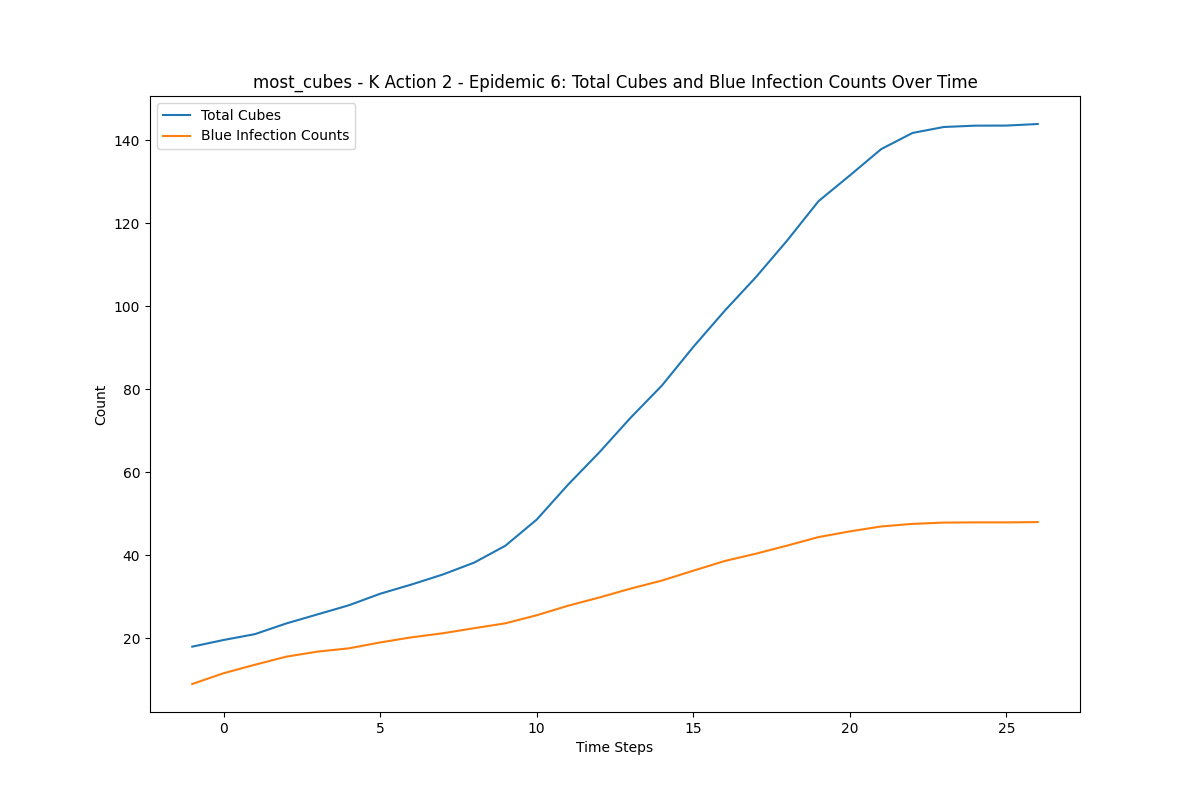 most_cubes - K Action 2 - Epidemic 6: Total Cubes and Blue Infection Counts Over Time
Total Cubes
Blue Infection Counts
140
120
100
80
60
40
20
Count
0 5 10 15 20 25
Time Steps